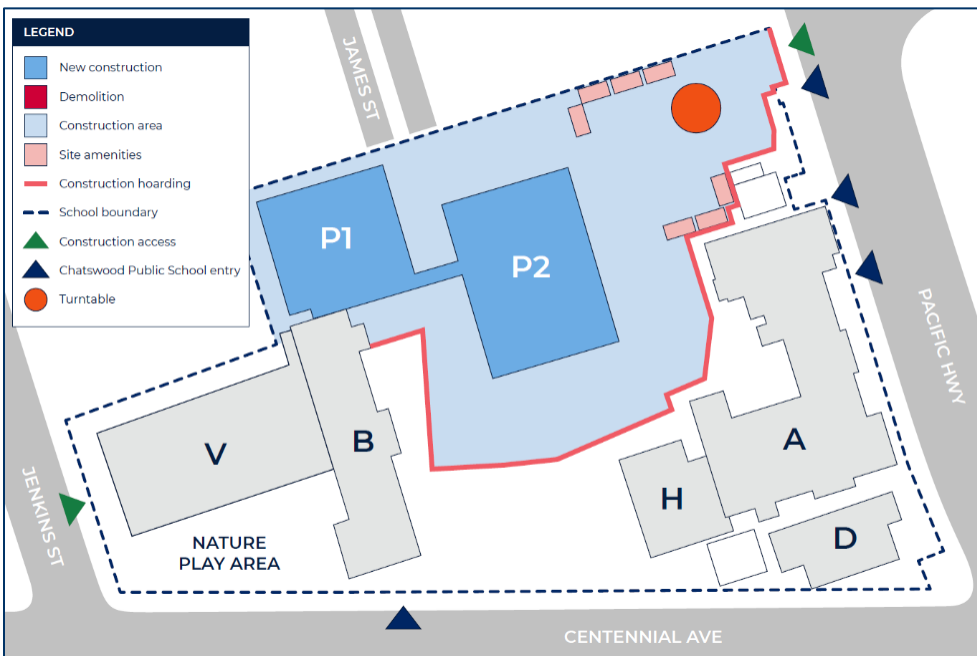 LEGEND
New construction
Demolition
Construction area
Site amenities
Construction hoarding
School boundary
Construction access
Chatswood Public School entry
Turntable
JAMES ST
P1
P2
PACIFIC HWY
V
B
A
H
D
JENKINS ST
NATURE
PLAY AREA
CENTENNIAL AVE